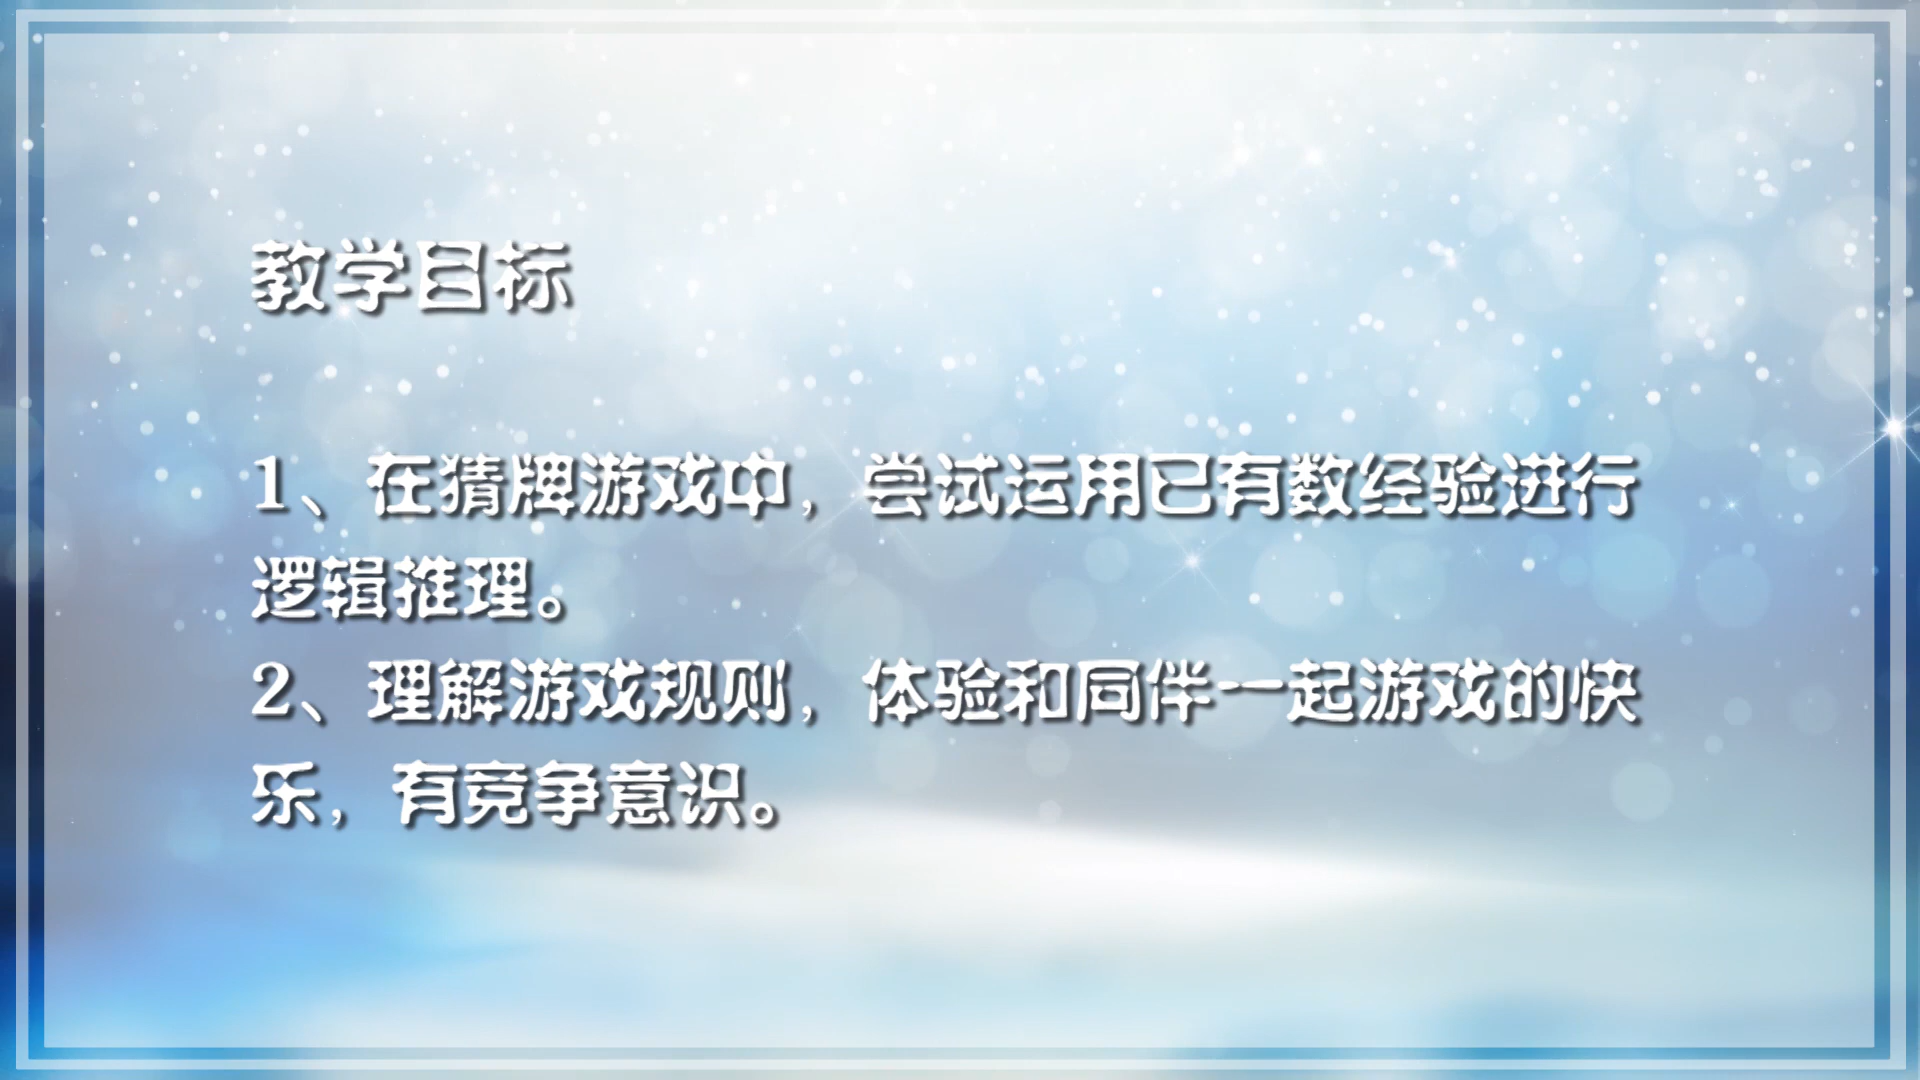 教学目标
1、在猜牌游戏中，尝试运用已有数经验进行
逻辑推理。
2、理解游戏规则，体验和同伴一起游戏的快
乐，有竞争意识。